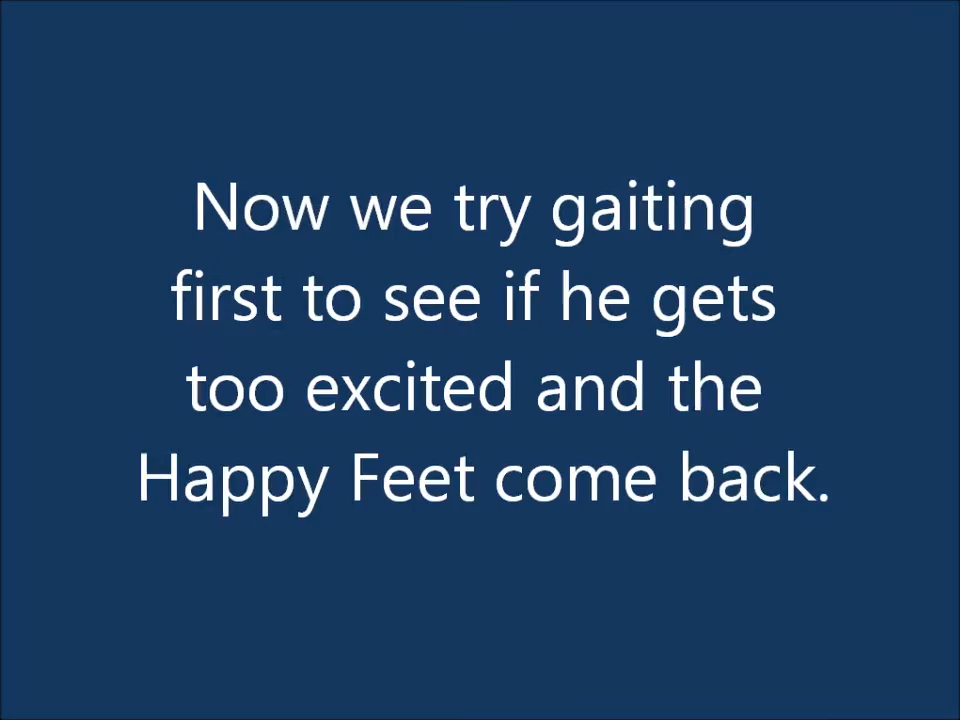 Now we try gaiting
first to see if he gets
too excited and the
Happy Feet come back.